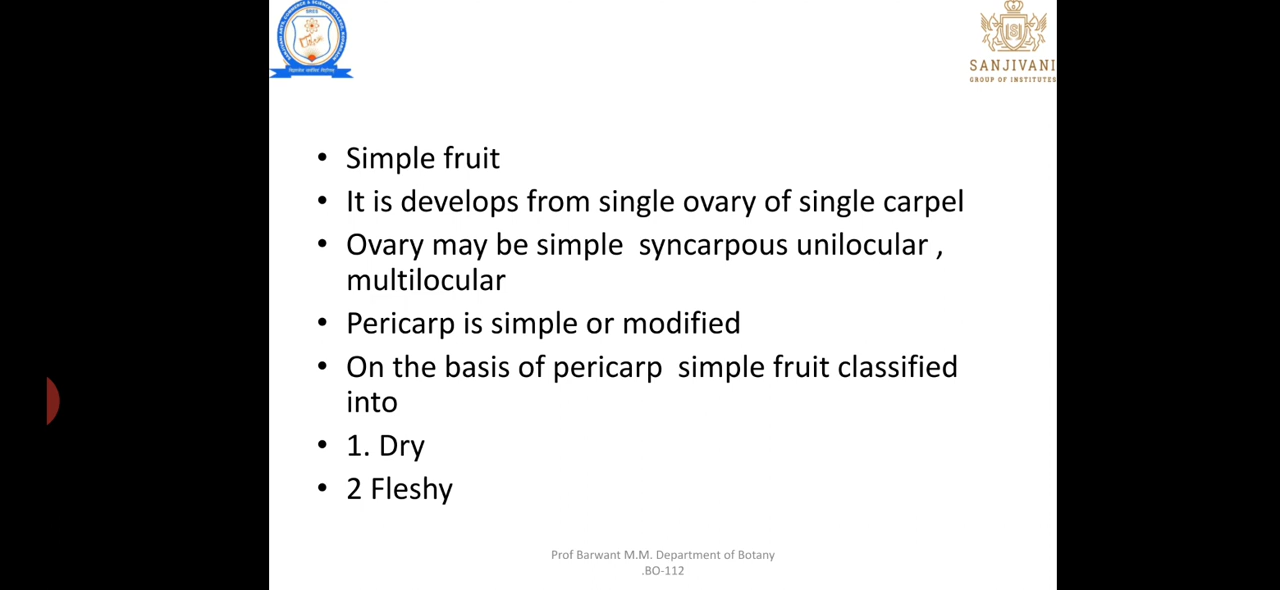 SANJIVANI
GROUP OF INSTITUTES
• Simple fruit
• It is develops from single ovary of single carpel
• Ovary may be simple  syncarpous unilocular ,
multilocular
• Pericarp is simple or modified
• On the basis of pericarp  simple fruit classified
into
• 1. Dry
• 2 Fleshy
Prof Barwant M.M. Department of Botany
.BO-112